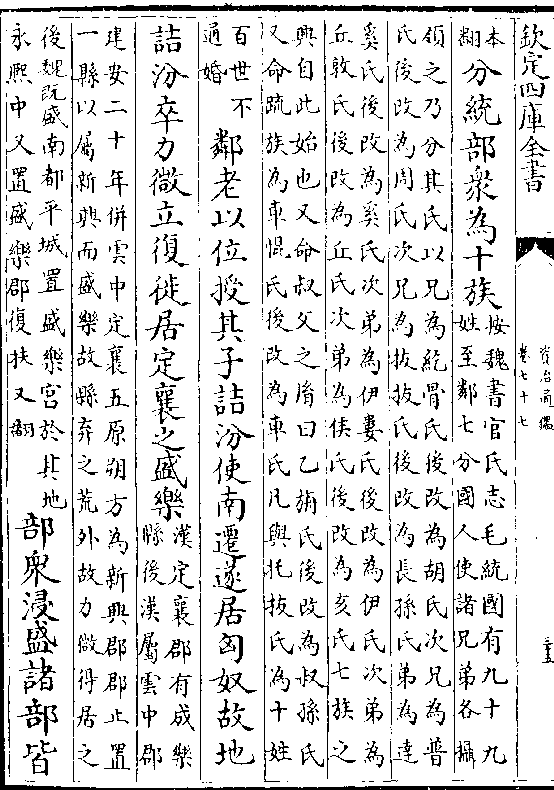 欽定四庫全書
資治通鑑
卷七十七
三十五
本
翻
分統部衆為十族
按魏書官氏志毛統國有九十九
姓至鄰七分國人使諸兄弟各攝
領之乃分其氏以兄為紇骨氏後改為胡氏次兄為普
氏後改為周氏次兄為拔拔氏後改為長孫氏弟為達
奚氏後改為奚氏次弟為伊婁氏後改為伊氏次弟為
丘敦氏後改為丘氏次弟為俟氏後改為亥氏七族之
興自此始也又命叔父之𦙍曰乙旃氏後改為叔孫氏
又命疏族為車惃氏後改為車氏凡與托拔氏為十姓
百世不
通婚
鄰老以位授其子詰汾使南遷遂居匈奴故地
詰汾卒力微立復徙居定襄之盛樂
漢定襄郡有成樂
縣後漢屬雲中郡
建安二十年併雲中定襄五原朔方為新興郡郡止置
一縣以屬新興而盛樂故縣弃之荒外故力微得居之
後魏既盛南都平城置盛樂宮於其地
永熙中又置盛樂郡復扶又翻
部衆浸盛諸部皆